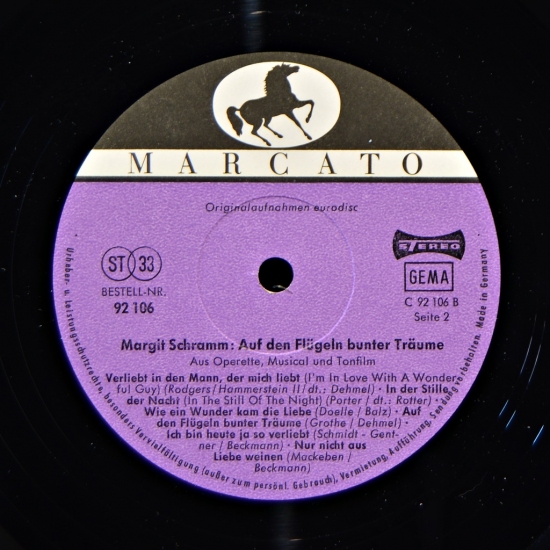 MARCATO
Originalaufnahmen eurodisc
STEREO
ST 33
GEMA
BESTELL-NR.
92 106
C 92 106 B
Seite 2
Margit Schramm: Auf den Flügeln bunter Träume
Aus Operette, Musical und Tonfilm
Verliebt in den Mann, der mich liebt (I'm In Love With A Wonder-
ful Guy) (Rodgers/Hammerstein II / dt.: Dehmel) · In der Stille
der Nacht (In The Still Of The Night) (Porter / dt.: Rotter) ·
Wie ein Wunder kam die Liebe (Doelle / Balz) · Auf
den Flügeln bunter Träume (Grothe / Dehmel) ·
Ich bin heute ja so verliebt (Schmidt - Gent-
ner / Beckmann) · Nur nicht aus
Liebe weinen (Mackeben /
Beckmann)
Urheber- u. Leistungsschutzrechte, besonders Vervielfältigung (außer zum persönl. Gebrauch), Vermietung, Aufführung, Sendung vorbehalten. Made in Germany